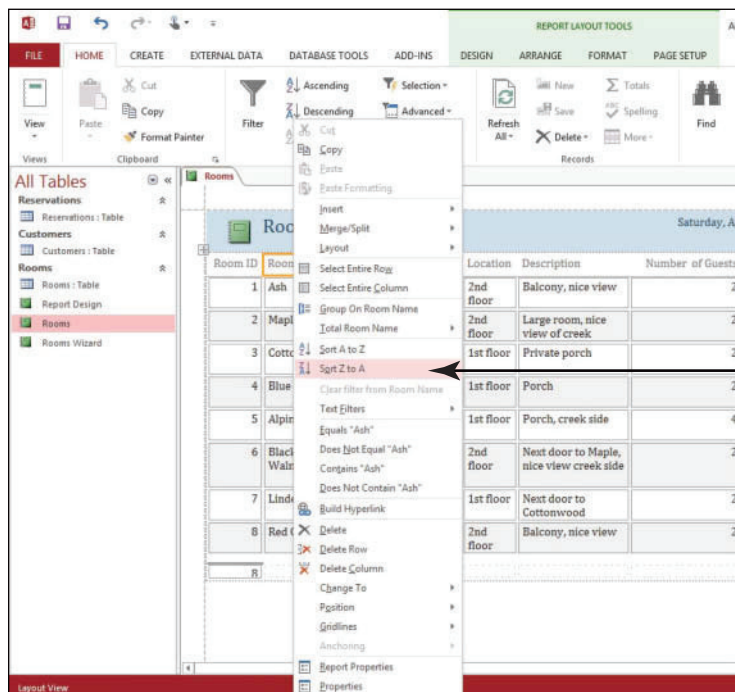 REPORT LAYOUT TOOLS A
FILE HOME CREATE EXTERNAL DATA DATABASE TOOLS ADD-INS DESIGN ARRANGE FORMAT PAGE SETUP
View
Views
Paste
Cut
Copy
Format Painter
Clipboard
Filter
Ascending
Descending
Selection
Advanced
Refresh
All
New
Save
Delete
Totals
Spelling
More
Records
Find
All Tables
Reservations
Reservations : Table
Customers
Customers : Table
Rooms
Rooms : Table
Report Design
Rooms
Rooms Wizard
Rooms
Roo Saturday, A
Room ID Room Location Description Number of Guests
1 Ash 2nd floor Balcony, nice view 2
2 Mapl 2nd floor Large room, nice view of creek 2
3 Cotto 1st floor Private porch 2
4 Blue 1st floor Porch 2
5 Alpin 1st floor Porch, creek side 4
6 Black Waln 2nd floor Next door to Maple, nice view creek side 2
7 Linde 1st floor Next door to Cottonwood 2
8 Red 2nd floor Balcony, nice view 2
8
Cut
Copy
Paste
Paste Formatting
Insert
Merge/Split
Layout
Select Entire Row
Select Entire Column
Group On Room Name
Total Room Name
Sort A to Z
Sort Z to A
Clear filter from Room Name
Text Filters
Equals "Ash"
Does Not Equal "Ash"
Contains "Ash"
Does Not Contain "Ash"
Build Hyperlink
Delete
Delete Row
Delete Column
Change To
Position
Gridlines
Anchoring
Report Properties
Properties
Layout View